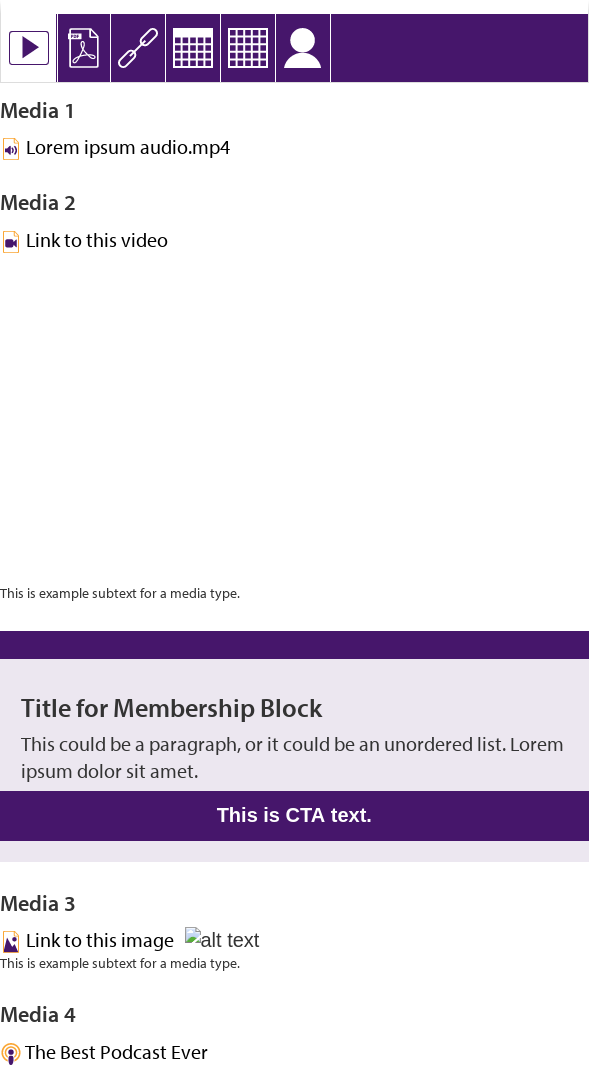 PDF
Media 1
Lorem ipsum audio.mp4
Media 2
Link to this video
This is example subtext for a media type.
Title for Membership Block
This could be a paragraph, or it could be an unordered list. Lorem
ipsum dolor sit amet.
This is CTA text.
Media 3
Link to this image alt text
This is example subtext for a media type.
Media 4
The Best Podcast Ever